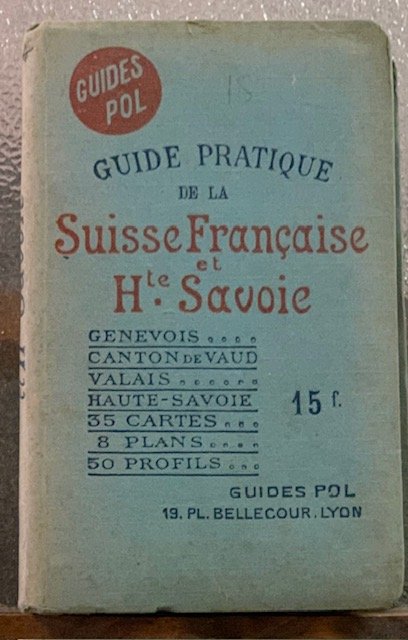 GUIDES
POL
15
GUIDE PRATIQUE
DE LA
Suisse Française
et
Hte. Savoie
GENEVOIS....
CANTON DE VAUD
VALAIS......
HAUTE-SAVOIE
35 CARTES...
8 PLANS....
50 PROFILS...
15 f.
GUIDES POL
19. PL. BELLECOUR. LYON